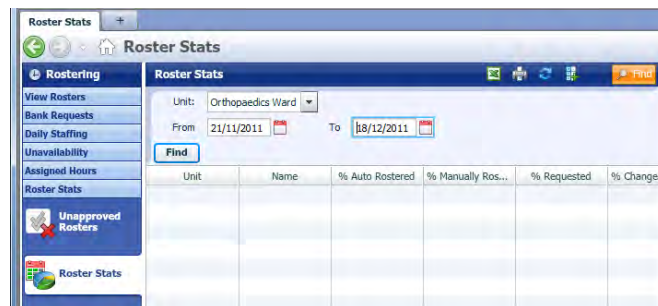 Roster Stats +
Roster Stats
Rostering
Roster Stats
Find
View Rosters
Bank Requests
Daily Staffing
Unavailability
Assigned Hours
Roster Stats
Unapproved
Rosters
Roster Stats
Unit: Orthopaedics Ward
From 21/11/2011 To 18/12/2011
Find
Unit Name % Auto Rostered % Manually Ros... % Requested % Change